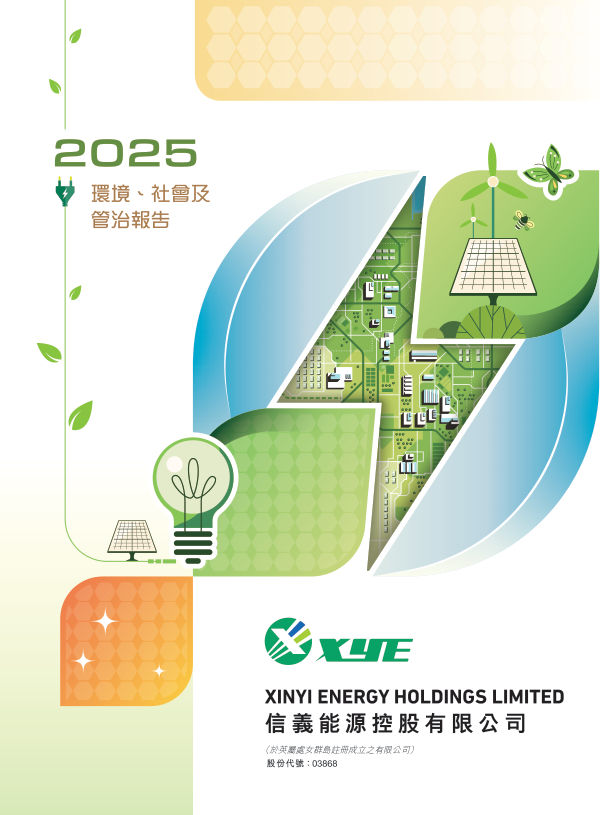 2025
環境、社會及
管治報告
XYE
XINYI ENERGY HOLDINGS LIMITED
信義能源控股有限公司
（於英屬處女群島註冊成立之有限公司）
股份代號：03868